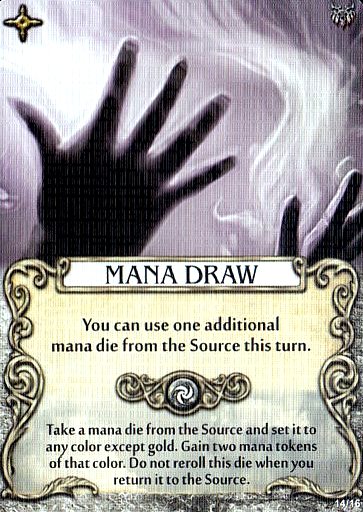 MANA DRAW
You can use one additional
mana die from the Source this turn.
Take a mana die from the Source and set it to
any color except gold. Gain two mana tokens
of that color. Do not reroll this die when you
return it to the Source.
14/16